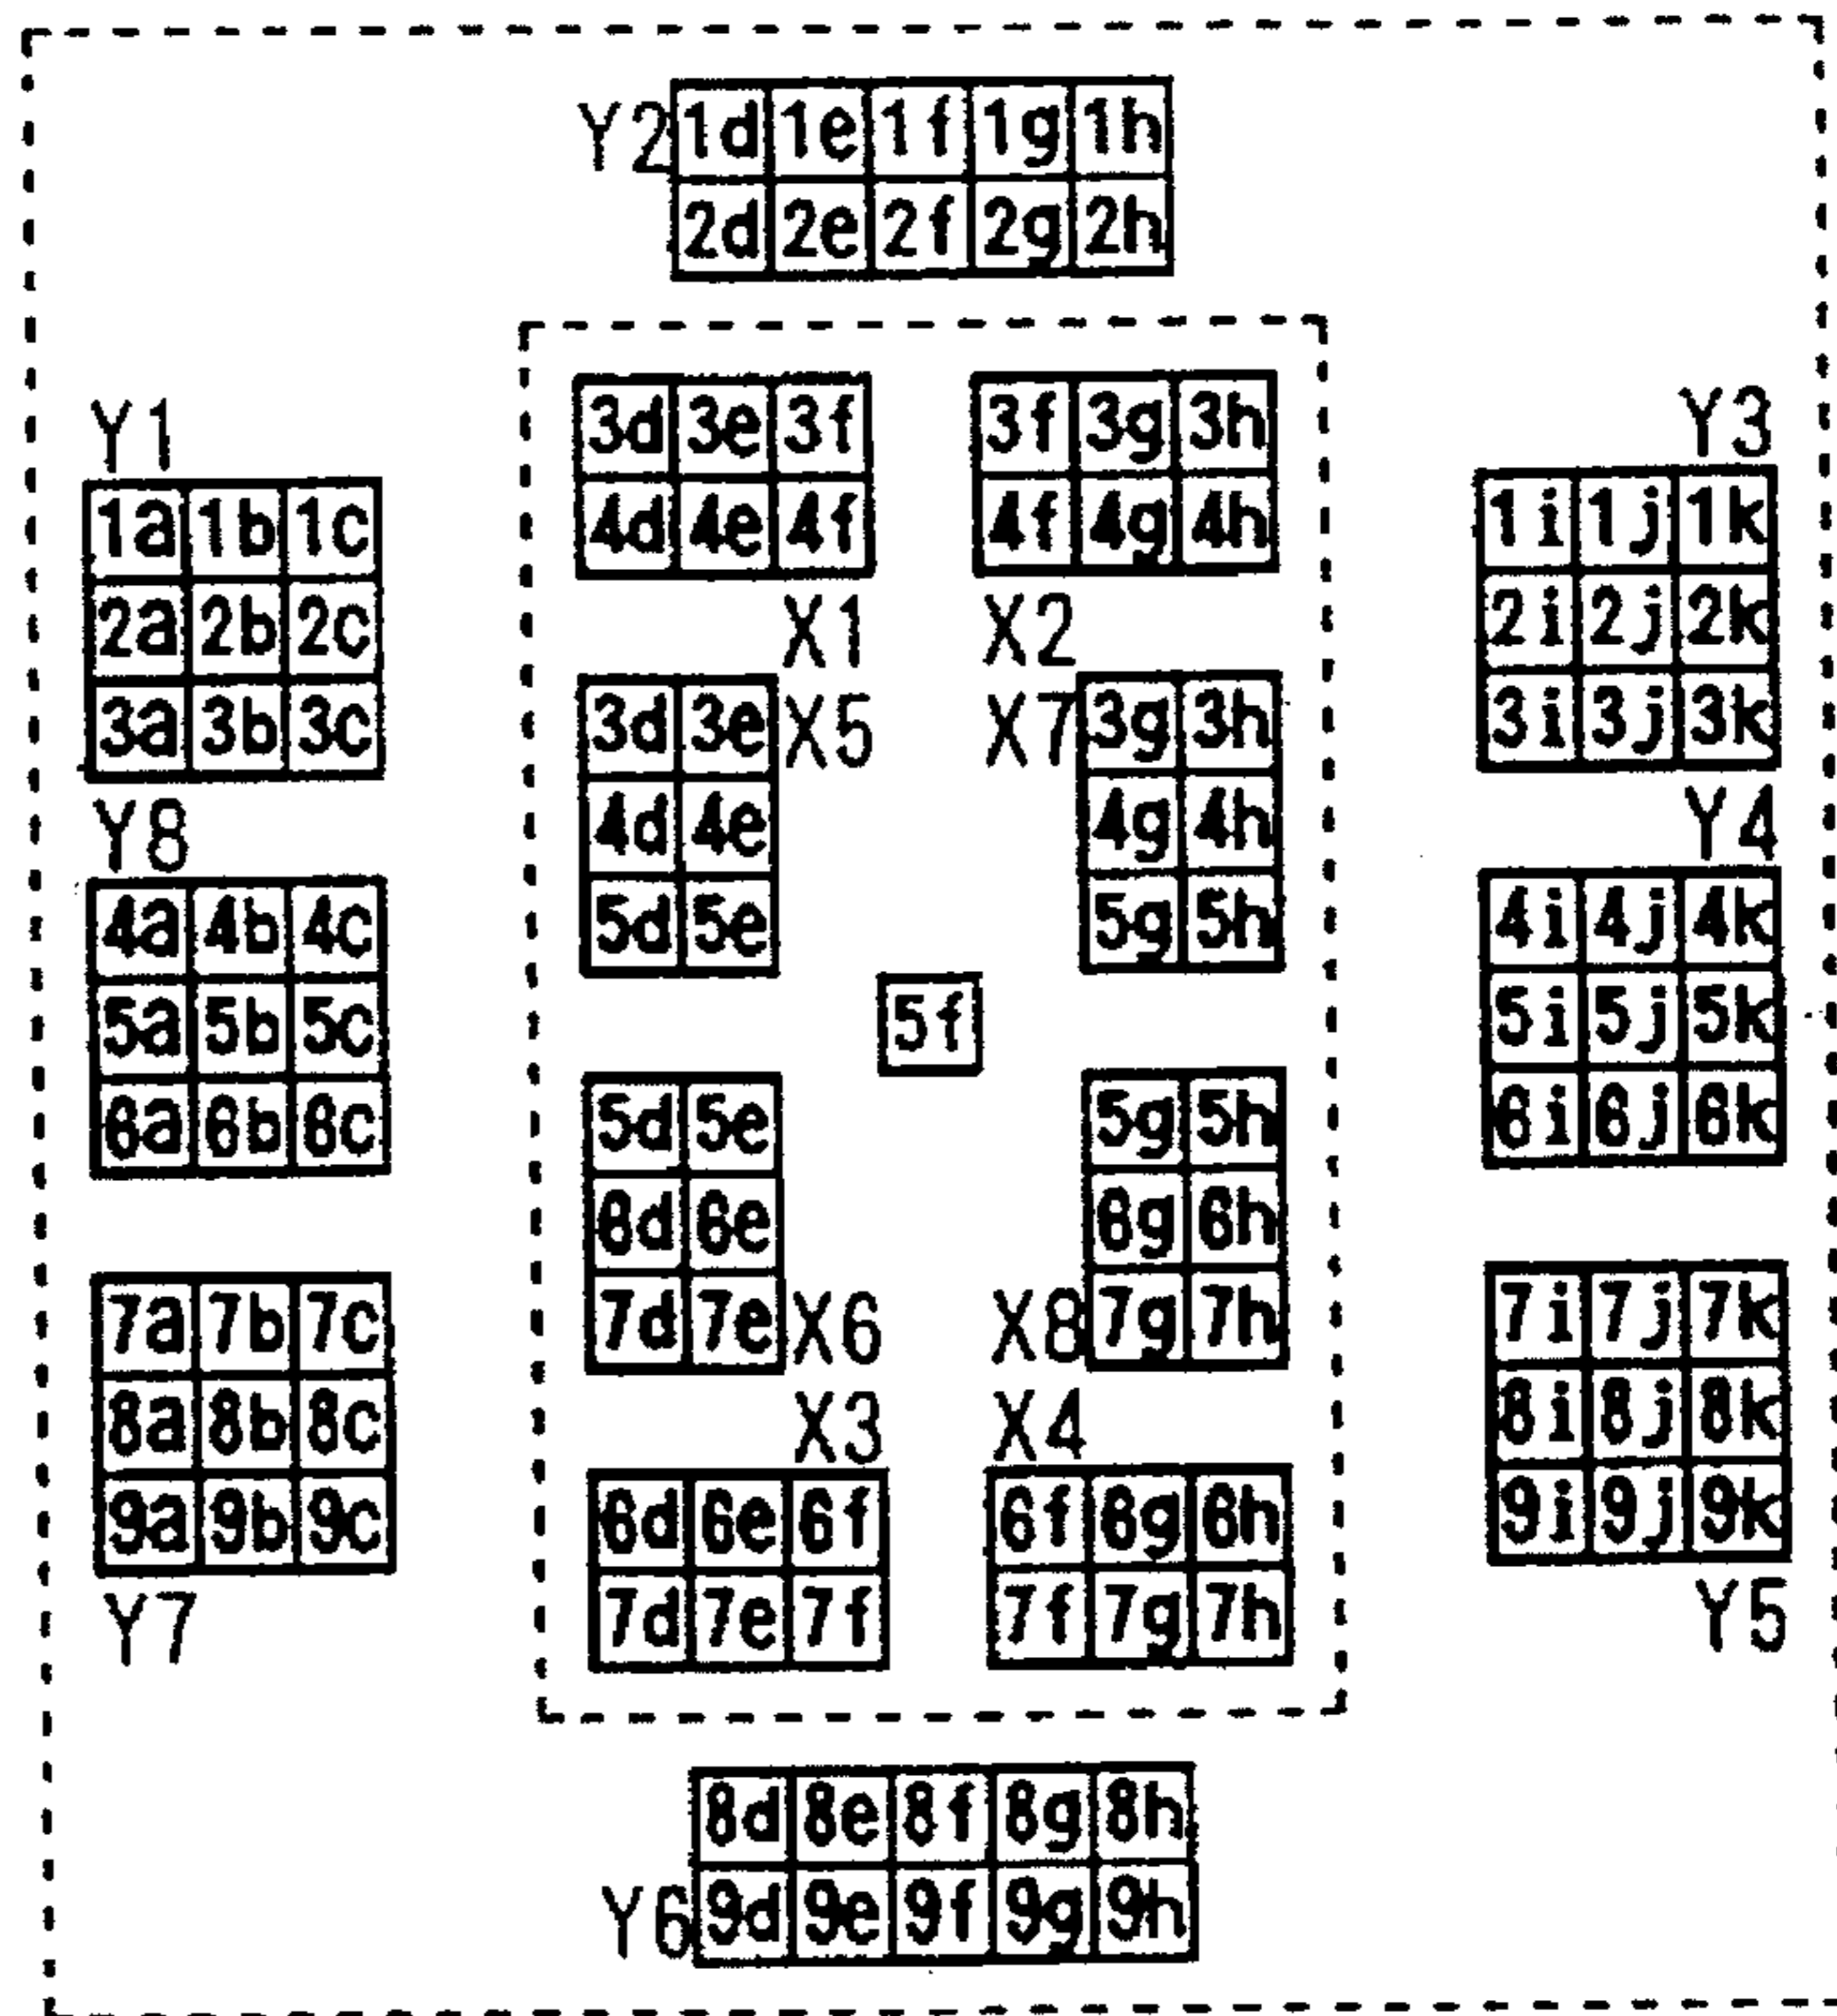 Y2
1d 1e 1f 1g 1h
2d 2e 2f 2g 2h
Y1
1a 1b 1c
2a 2b 2c
3a 3b 3c
Y8
4a 4b 4c
5a 5b 5c
6a 6b 6c
7a 7b 7c
8a 8b 8c
9a 9b 9c
Y7
3d 3e 3f
4d 4e 4f
X1
3f 3g 3h
4f 4g 4h
X2
3d 3e X5
4d 4e
5d 5e
X7 3g 3h
4g 4h
5g 5h
5f
5d 5e
6d 6e
7d 7e X6
5g 5h
6g 6h
X8 7g 7h
X3
6d 6e 6f
7d 7e 7f
X4
6f 6g 6h
7f 7g 7h
Y3
1i 1j 1k
2i 2j 2k
3i 3j 3k
Y4
4i 4j 4k
5i 5j 5k
6i 6j 6k
7i 7j 7k
8i 8j 8k
9i 9j 9k
Y5
8d 8e 8f 8g 8h
Y6 9d 9e 9f 9g 9h